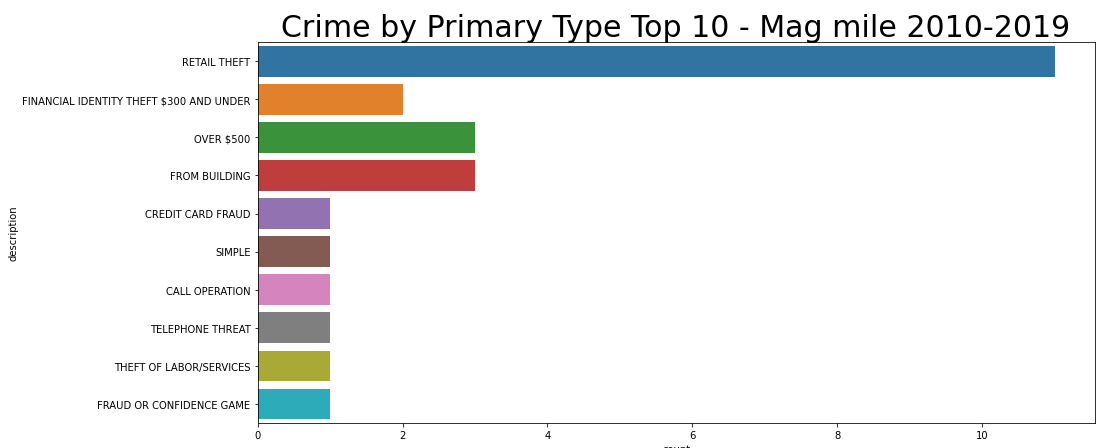 Crime by Primary Type Top 10 - Mag mile 2010-2019
RETAIL THEFT
FINANCIAL IDENTITY THEFT $300 AND UNDER
OVER $500
FROM BUILDING
CREDIT CARD FRAUD
SIMPLE
CALL OPERATION
TELEPHONE THREAT
THEFT OF LABOR/SERVICES
FRAUD OR CONFIDENCE GAME
description
0 2 4 6 8 10
count